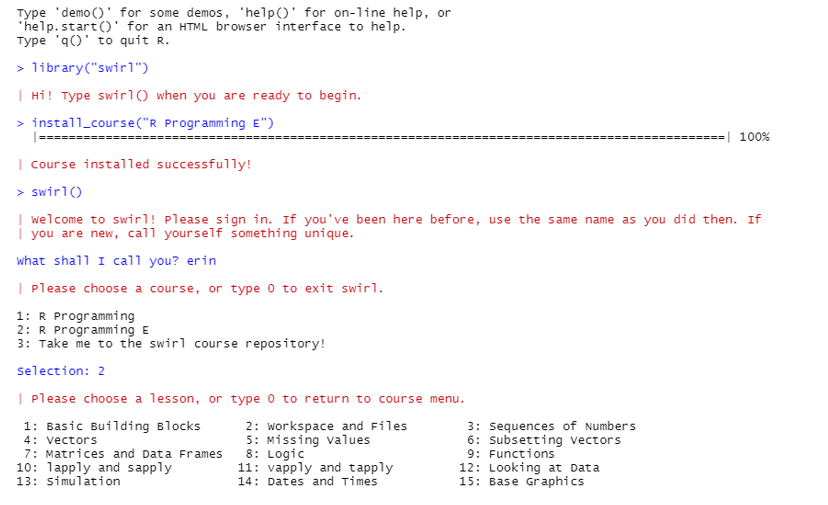 Type 'demo()' for some demos, 'help()' for on-line help, or
'help.start()' for an HTML browser interface to help.
Type 'q()' to quit R.
> library("swirl")
| Hi! Type swirl() when you are ready to begin.
> install_course("R Programming E")
|==============================================================================================| 100%
| Course installed successfully!
> swirl()
| Welcome to swirl! Please sign in. If you've been here before, use the same name as you did then. If
| you are new, call yourself something unique.
What shall I call you? erin
| Please choose a course, or type 0 to exit swirl.
1: R Programming
2: R Programming E
3: Take me to the swirl course repository!
Selection: 2
| Please choose a lesson, or type 0 to return to course menu.
1: Basic Building Blocks 2: Workspace and Files 3: Sequences of Numbers
4: Vectors 5: Missing Values 6: Subsetting Vectors
7: Matrices and Data Frames 8: Logic 9: Functions
10: lapply and sapply 11: vapply and tapply 12: Looking at Data
13: Simulation 14: Dates and Times 15: Base Graphics